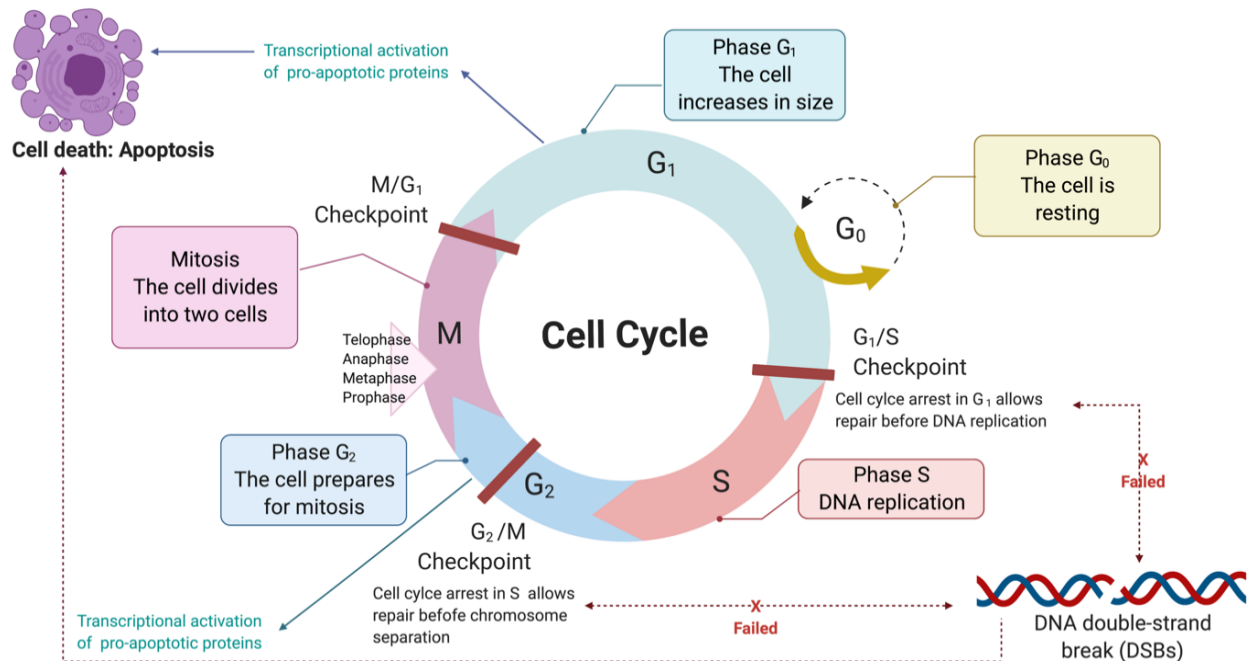 Transcriptional activation
of pro-apoptotic proteins
Cell death: Apoptosis
Phase G₁
The cell
increases in size
G₁
M/G₁
Checkpoint
Phase G₀
The cell is
resting
G₀
Mitosis
The cell divides
into two cells
M
Cell Cycle
Telophase
Anaphase
Metaphase
Prophase
G₁/S
Checkpoint
Cell cylce arrest in G₁ allows
repair before DNA replication
X
Failed
Phase G₂
The cell prepares
for mitosis
G₂
S
Phase S
DNA replication
G₂/M
Checkpoint
Cell cylce arrest in S allows
repair befofe chromosome
separation
X
Failed
Transcriptional activation
of pro-apoptotic proteins
DNA double-strand
break (DSBs)